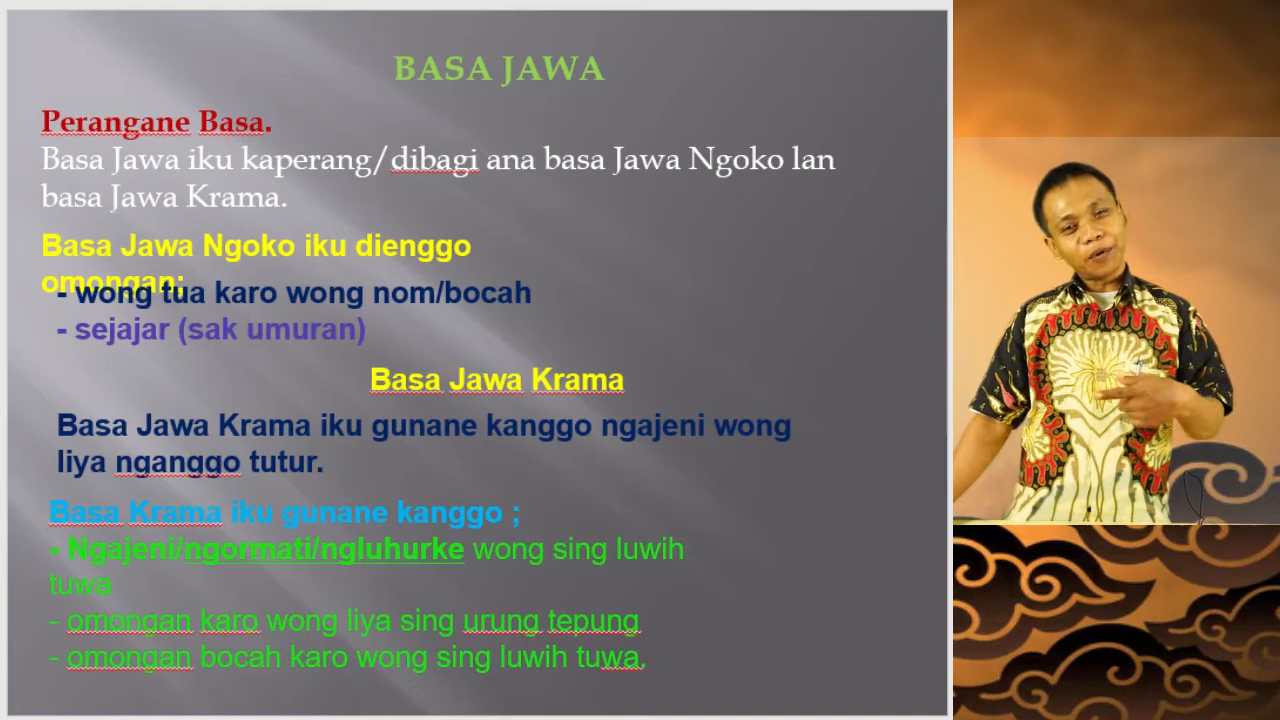 BASA JAWA
Perangane Basa.
Basa Jawa iku kaperang/dibagi ana basa Jawa Ngoko lan
basa Jawa Krama.
Basa Jawa Ngoko iku dienggo
omongan;
- wong tua karo wong nom/bocah
- sejajar (sak umuran)
Basa Jawa Krama
Basa Jawa Krama iku gunane kanggo ngajeni wong
liya nganggo tutur.
Basa Krama iku gunane kanggo ;
- Ngajeni/ngormati/ngluhurke wong sing luwih
tuwa
- omongan karo wong liya sing urung tepung
- omongan bocah karo wong sing luwih tuwa.